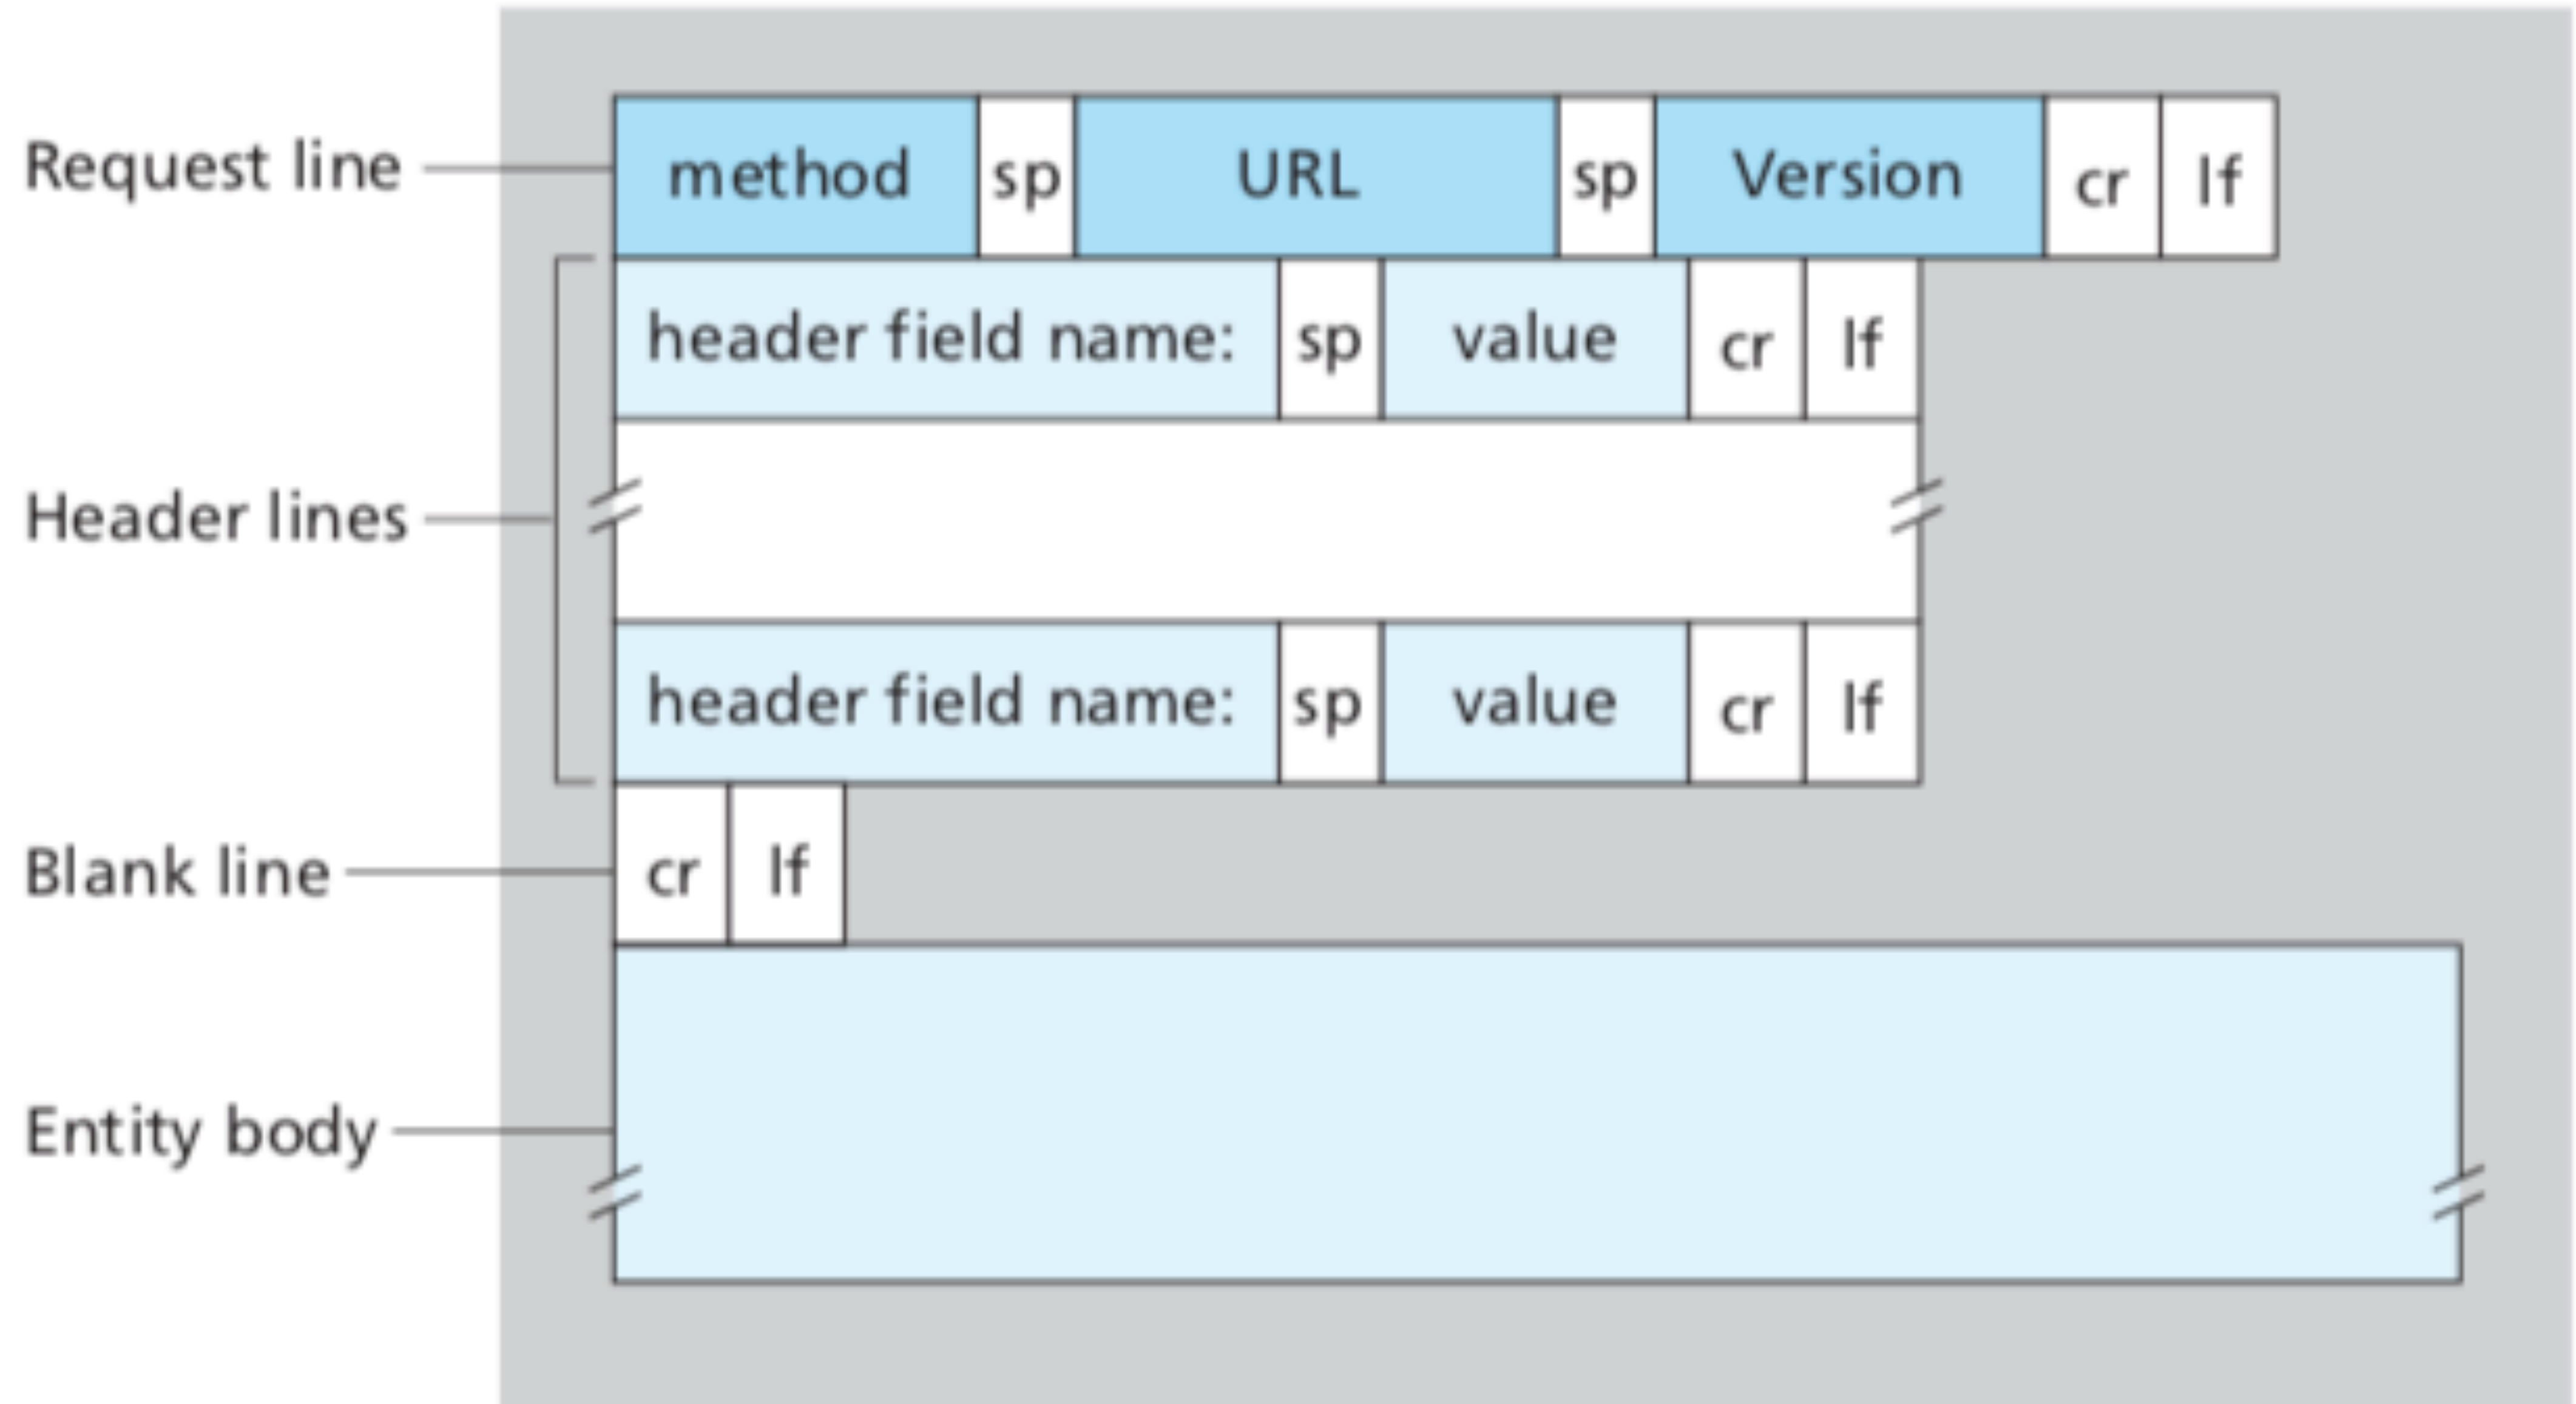 Request line method sp URL sp Version cr lf
header field name: sp value cr lf
Header lines
header field name: sp value cr lf
Blank line cr lf
Entity body